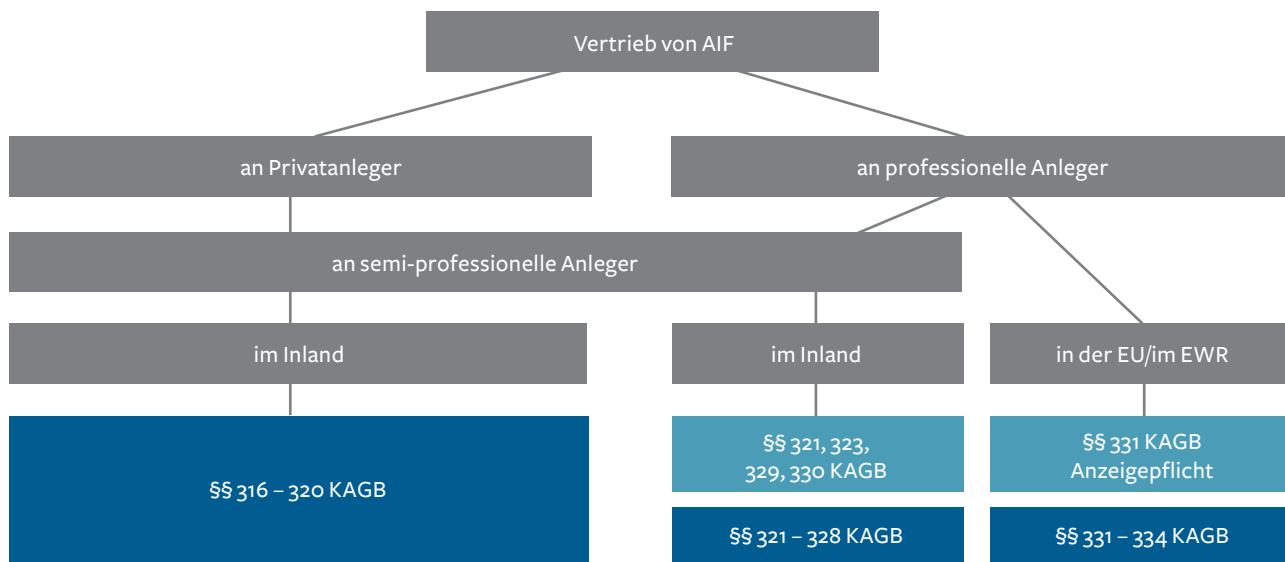 Vertrieb von AIF
an Privatanleger
an professionelle Anleger
an semi-professionelle Anleger
im Inland
im Inland
in der EU/im EWR
§§ 316 – 320 KAGB
§§ 321, 323,
329, 330 KAGB
§§ 331 KAGB
Anzeigepflicht
§§ 321 – 328 KAGB
§§ 331 – 334 KAGB